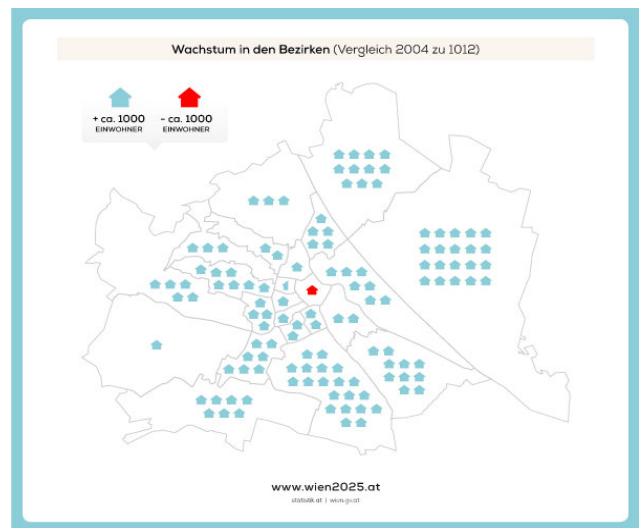 Wachstum in den Bezirken (Vergleich 2004 zu 1012)
+ ca. 1000
EINWOHNER
- ca. 1000
EINWOHNER
www.wien2025.at
statistik.at | wien.gv.at